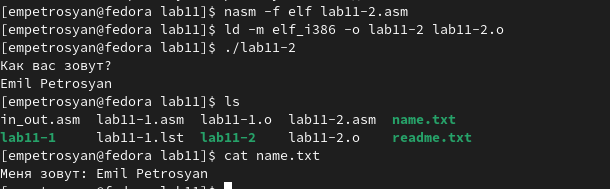 [empetrosyan@fedora lab11]$ nasm -f elf lab11-2.asm
[empetrosyan@fedora lab11]$ ld -m elf_i386 -o lab11-2 lab11-2.o
[empetrosyan@fedora lab11]$ ./lab11-2
Как вас зовут?
Emil Petrosyan
[empetrosyan@fedora lab11]$ ls
in_out.asm lab11-1.asm lab11-1.o lab11-2.asm name.txt
lab11-1 lab11-1.lst lab11-2 lab11-2.o readme.txt
[empetrosyan@fedora lab11]$ cat name.txt
Меня зовут: Emil Petrosyan
[empetrosyan@fedora lab11]$